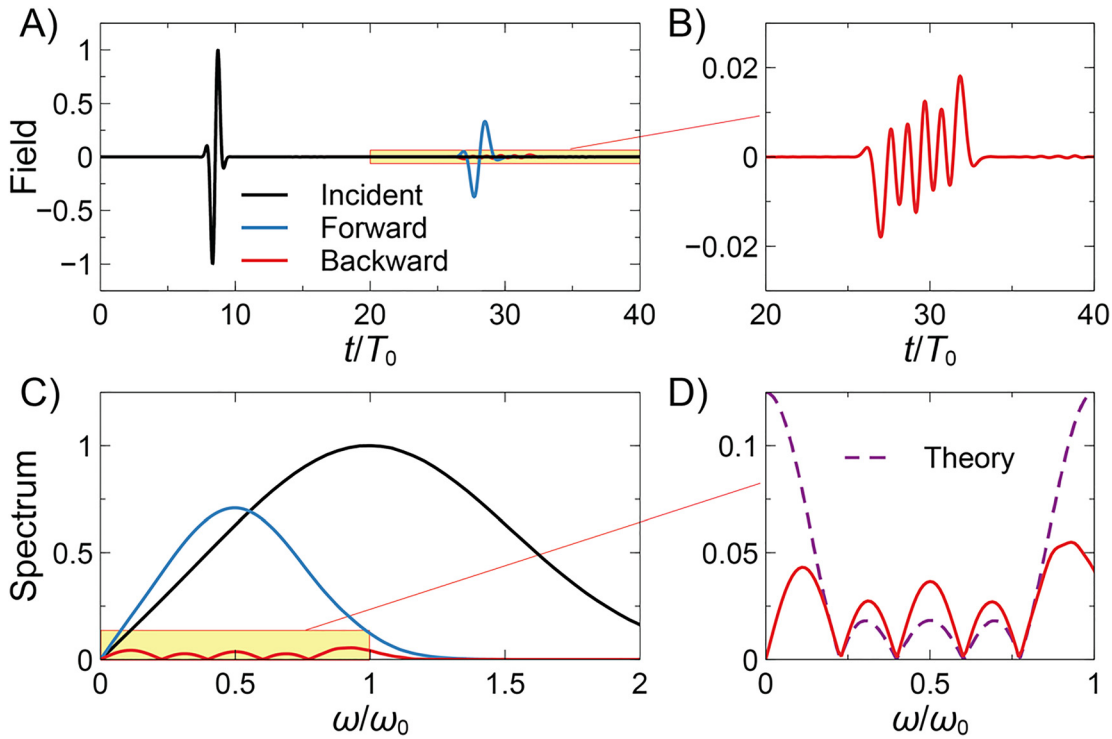 A)
1
0.5
0
−0.5
−1
Field
Incident
Forward
Backward
0 10 20 30 40
t/T0
B)
0.02
0
−0.02
20 25 30 35 40
t/T0
C)
1
0.5
0
Spectrum
0 0.5 1 1.5 2
ω/ω0
D)
0.1
0.05
0
Theory
0 0.5 1
ω/ω0